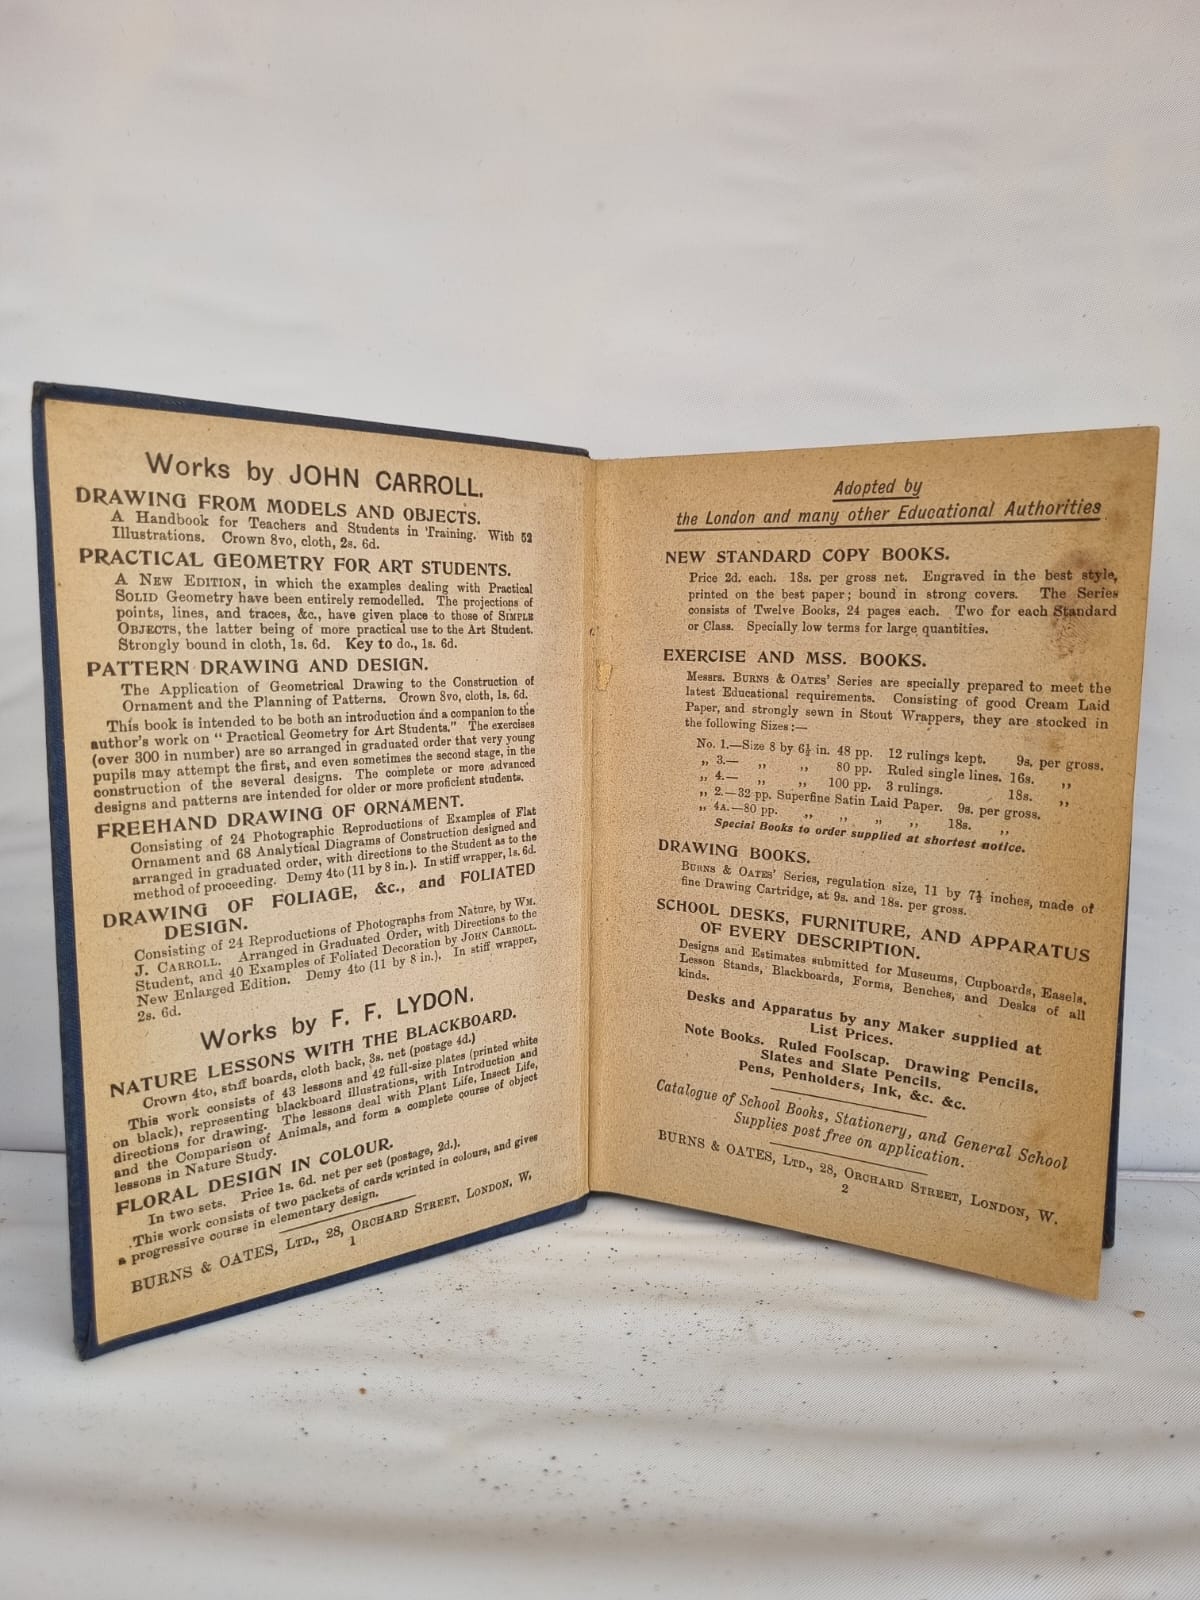 Works by JOHN CARROLL.
DRAWING FROM MODELS AND OBJECTS.
A Handbook for Teachers and Students in Training. With 52
Illustrations. Crown 8vo, cloth, 2s. 6d.
PRACTICAL GEOMETRY FOR ART STUDENTS.
A NEW EDITION, in which the examples dealing with Practical
SOLID Geometry have been entirely remodelled. The projections of
points, lines, and traces, &c., have given place to those of SIMPLE
OBJECTS, the latter being of more practical use to the Art Student.
Strongly bound in cloth, 1s. 6d. Key to do., 1s. 6d.
PATTERN DRAWING AND DESIGN.
The Application of Geometrical Drawing to the Construction of
Ornament and the Planning of Patterns. Crown 8vo, cloth, 1s. 6d.
This book is intended to be both an introduction and a companion to the
author's work on "Practical Geometry for Art Students." The exercises
(over 300 in number) are so arranged in graduated order that very young
pupils may attempt the first, and even sometimes the second stage, in the
construction of the several designs. The complete or more advanced
designs and patterns are intended for older or more proficient students.
FREEHAND DRAWING OF ORNAMENT.
Consisting of 24 Photographic Reproductions of Examples of Flat
Ornament and 68 Analytical Diagrams of Construction designed and
arranged in graduated order, with directions to the Student as to the
method of proceeding. Demy 4to (11 by 8 in.). In stiff wrapper, 1s. 6d.
DRAWING OF FOLIAGE, &c., and FOLIATED
DESIGN.
Consisting of 24 Reproductions of Photographs from Nature, by WM.
J. CARROLL. Arranged in Graduated Order, with Directions to the
Student, and 40 Examples of Foliated Decoration by JOHN CARROLL.
New Enlarged Edition. Demy 4to (11 by 8 in.). In stiff wrapper,
2s. 6d.
Works by F. F. LYDON.
NATURE LESSONS WITH THE BLACKBOARD.
Crown 4to, stiff boards, cloth back, 3s. net (postage 4d.)
This work consists of 43 lessons and 42 full-size plates (printed white
on black), representing blackboard illustrations, with Introduction and
directions for drawing. The lessons deal with Plant Life, Insect Life,
and the Comparison of Animals, and form a complete course of object
lessons in Nature Study.
FLORAL DESIGN IN COLOUR.
In two sets. Price 1s. 6d. net per set (postage, 2d.).
This work consists of two packets of cards printed in colours, and gives
a progressive course in elementary design.
BURNS & OATES, LTD., 28, ORCHARD STREET, LONDON, W.
1
Adopted by
the London and many other Educational Authorities
NEW STANDARD COPY BOOKS.
Price 2d. each. 18s. per gross net. Engraved in the best style,
printed on the best paper; bound in strong covers. The Series
consists of Twelve Books, 24 pages each. Two for each Standard
or Class. Specially low terms for large quantities.
EXERCISE AND MSS. BOOKS.
Messrs. BURNS & OATES' Series are specially prepared to meet the
latest Educational requirements. Consisting of good Cream Laid
Paper, and strongly sewn in Stout Wrappers, they are stocked in
the following Sizes:—
No. 1.—Size 8 by 6½ in. 48 pp. 12 rulings kept. 9s. per gross.
„ 3.— „ „ 80 pp. Ruled single lines. 16s. „
„ 4.— „ „ 100 pp. 3 rulings. 18s. „
„ 2.—32 pp. Superfine Satin Laid Paper. 9s. per gross.
„ 4A.—80 pp. „ „ „ „ 18s. „
Special Books to order supplied at shortest notice.
DRAWING BOOKS.
BURNS & OATES' Series, regulation size, 11 by 7½ inches, made of
fine Drawing Cartridge, at 9s. and 18s. per gross.
SCHOOL DESKS, FURNITURE, AND APPARATUS
OF EVERY DESCRIPTION.
Designs and Estimates submitted for Museums, Cupboards, Easels,
Lesson Stands, Blackboards, Forms, Benches, and Desks of all
kinds.
Desks and Apparatus by any Maker supplied at
List Prices.
Note Books. Ruled Foolscap. Drawing Pencils.
Slates and Slate Pencils.
Pens, Penholders, Ink, &c. &c.
Catalogue of School Books, Stationery, and General School
Supplies post free on application.
BURNS & OATES, LTD., 28, ORCHARD STREET, LONDON, W.
2